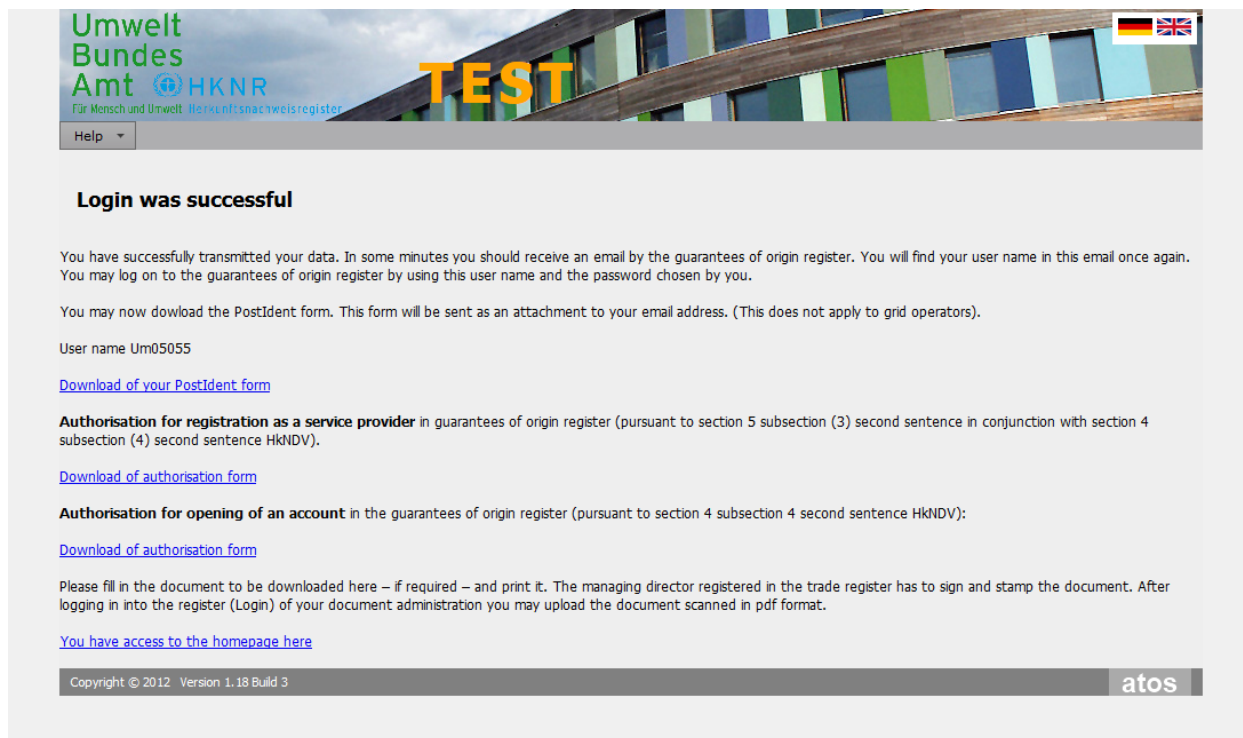 Umwelt
Bundes
Amt HKNR
Für Mensch und Umwelt Herkunftsnachweisregister
TEST
Help
Login was successful
You have successfully transmitted your data. In some minutes you should receive an email by the guarantees of origin register. You will find your user name in this email once again.
You may log on to the guarantees of origin register by using this user name and the password chosen by you.
You may now dowload the PostIdent form. This form will be sent as an attachment to your email address. (This does not apply to grid operators).
User name Um05055
Download of your PostIdent form
Authorisation for registration as a service provider in guarantees of origin register (pursuant to section 5 subsection (3) second sentence in conjunction with section 4
subsection (4) second sentence HkNDV).
Download of authorisation form
Authorisation for opening of an account in the guarantees of origin register (pursuant to section 4 subsection 4 second sentence HkNDV):
Download of authorisation form
Please fill in the document to be downloaded here – if required – and print it. The managing director registered in the trade register has to sign and stamp the document. After
logging in into the register (Login) of your document administration you may upload the document scanned in pdf format.
You have access to the homepage here
Copyright © 2012 Version 1.18 Build 3
atos